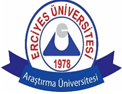 ERCİYES ÜNİVERSİTESİ
1978
Araştırma Üniversitesi